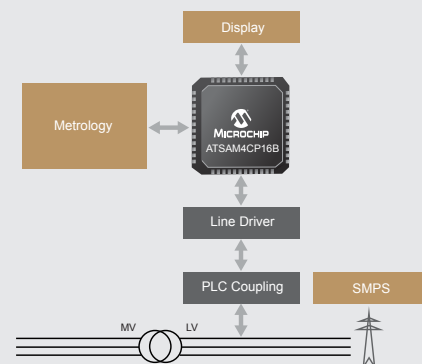 Display
Metrology
MICROCHIP
ATSAM4CP16B
Line Driver
PLC Coupling
SMPS
MV
LV